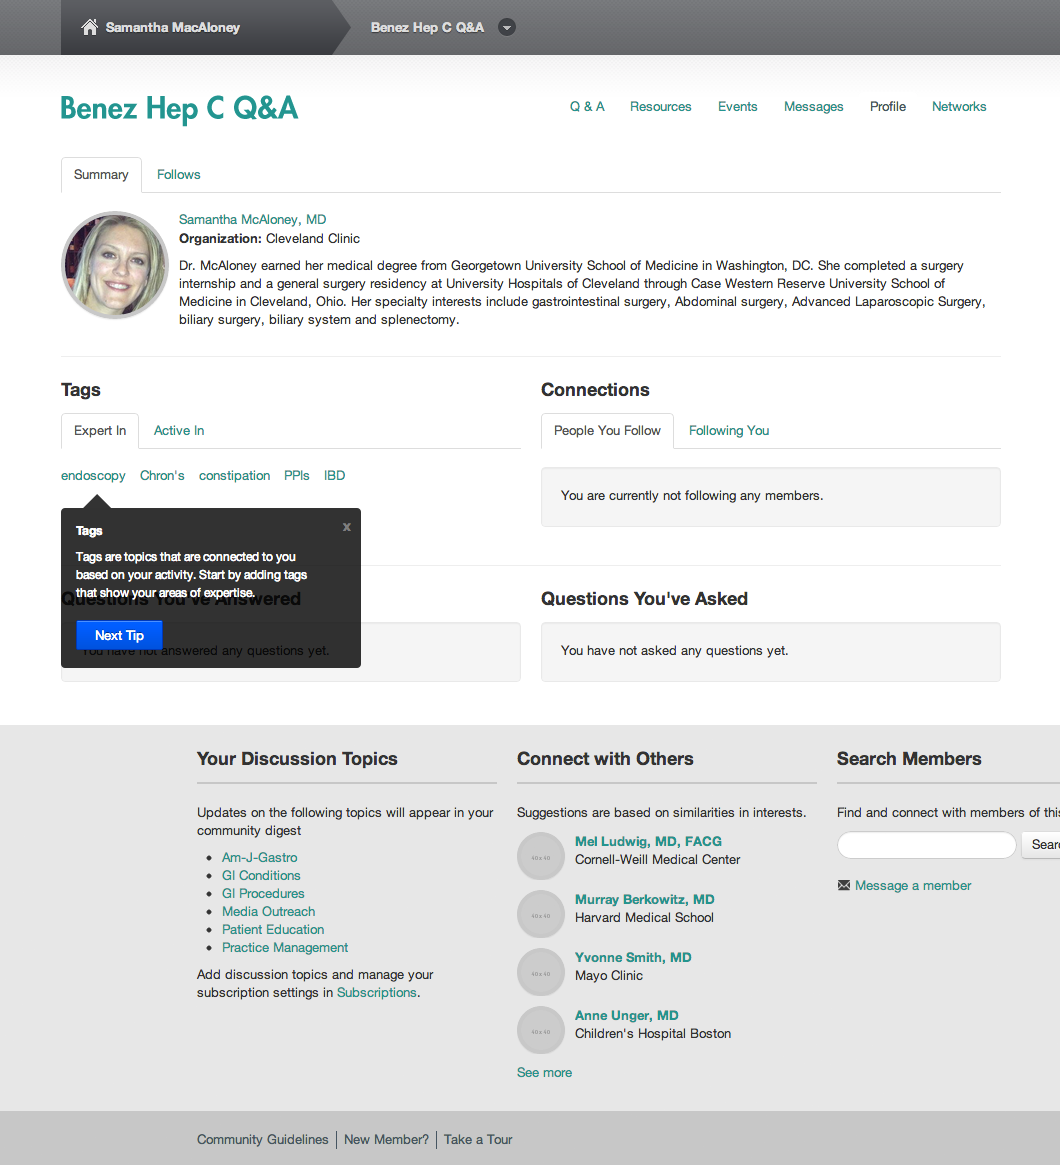 Samantha MacAloney
Benez Hep C Q&A
Benez Hep C Q&A
Q & A
Resources
Events
Messages
Profile
Networks
Summary
Follows
Samantha McAloney, MD
Organization: Cleveland Clinic
Dr. McAloney earned her medical degree from Georgetown University School of Medicine in Washington, DC. She completed a surgery
internship and a general surgery residency at University Hospitals of Cleveland through Case Western Reserve University School of
Medicine in Cleveland, Ohio. Her specialty interests include gastrointestinal surgery, Abdominal surgery, Advanced Laparoscopic Surgery,
biliary surgery, biliary system and splenectomy.
Tags
Expert In
Active In
endoscopy
Chron's
constipation
PPIs
IBD
Tags
x
Tags are topics that are connected to you
based on your activity. Start by adding tags
that show your areas of expertise.
Next Tip
Connections
People You Follow
Following You
You are currently not following any members.
Questions You've Answered
You have not answered any questions yet.
Questions You've Asked
You have not asked any questions yet.
Your Discussion Topics
Updates on the following topics will appear in your
community digest
Am-J-Gastro
GI Conditions
GI Procedures
Media Outreach
Patient Education
Practice Management
Add discussion topics and manage your
subscription settings in Subscriptions.
Connect with Others
Suggestions are based on similarities in interests.
40 x 40
Mel Ludwig, MD, FACG
Cornell-Weill Medical Center
40 x 40
Murray Berkowitz, MD
Harvard Medical School
40 x 40
Yvonne Smith, MD
Mayo Clinic
40 x 40
Anne Unger, MD
Children's Hospital Boston
See more
Search Members
Find and connect with members of this
Searc
Message a member
Community Guidelines
New Member?
Take a Tour